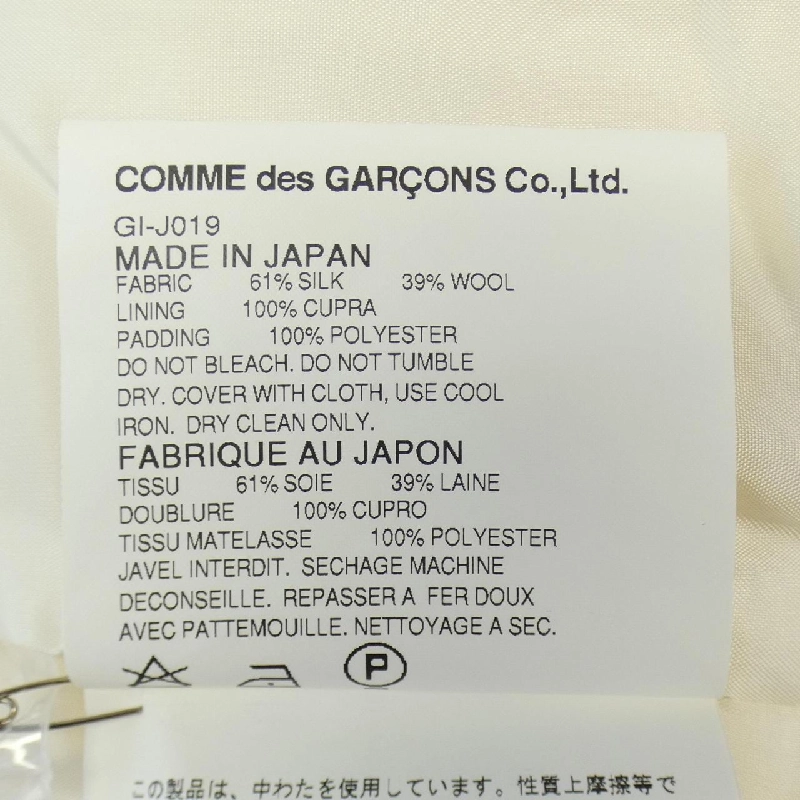 COMME des GARÇONS Co.,Ltd.
GI-J019
MADE IN JAPAN
FABRIC 61% SILK 39% WOOL
LINING 100% CUPRA
PADDING 100% POLYESTER
DO NOT BLEACH. DO NOT TUMBLE
DRY. COVER WITH CLOTH, USE COOL
IRON. DRY CLEAN ONLY.
FABRIQUE AU JAPON
TISSU 61% SOIE 39% LAINE
DOUBLURE 100% CUPRO
TISSU MATELASSE 100% POLYESTER
JAVEL INTERDIT. SECHAGE MACHINE
DECONSEILLE. REPASSER A FER DOUX
AVEC PATTEMOUILLE. NETTOYAGE A SEC.
P
この製品は、中わたを使用しています。性質上摩擦等で